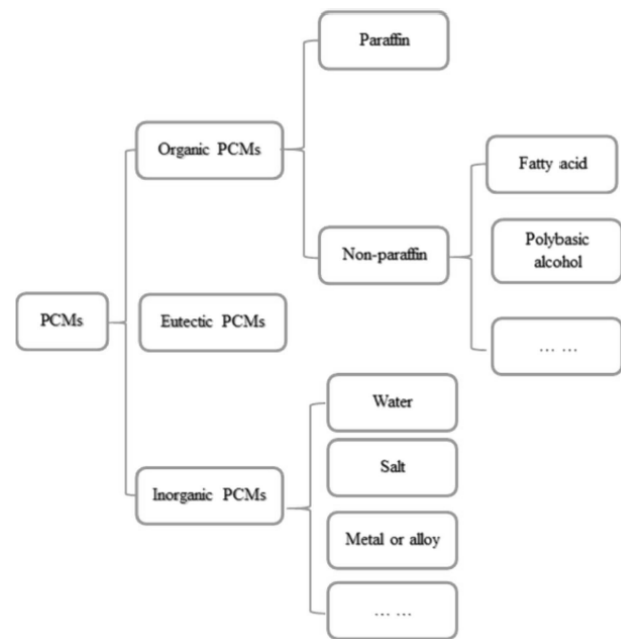 Paraffin
Organic PCMs
Fatty acid
Polybasic
alcohol
Non-paraffin
... ...
PCMs
Eutectic PCMs
Water
Salt
Inorganic PCMs
Metal or alloy
... ...